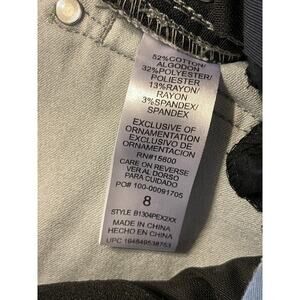 52%COTTON/
ALGODON
32%POLYESTER/
POLIESTER
13%RAYON/
RAYON
3%SPANDEX/
SPANDEX
EXCLUSIVE OF
ORNAMENTATION
EXCLUSIVO DE
ORNAMENTACION
RN#15800
CARE ON REVERSE
VER AL DORSO
PARA CUIDADO
PO# 100-00091705
8
STYLE B1304PEX2XX
MADE IN CHINA
HECHO EN CHINA
UPC 194849538753